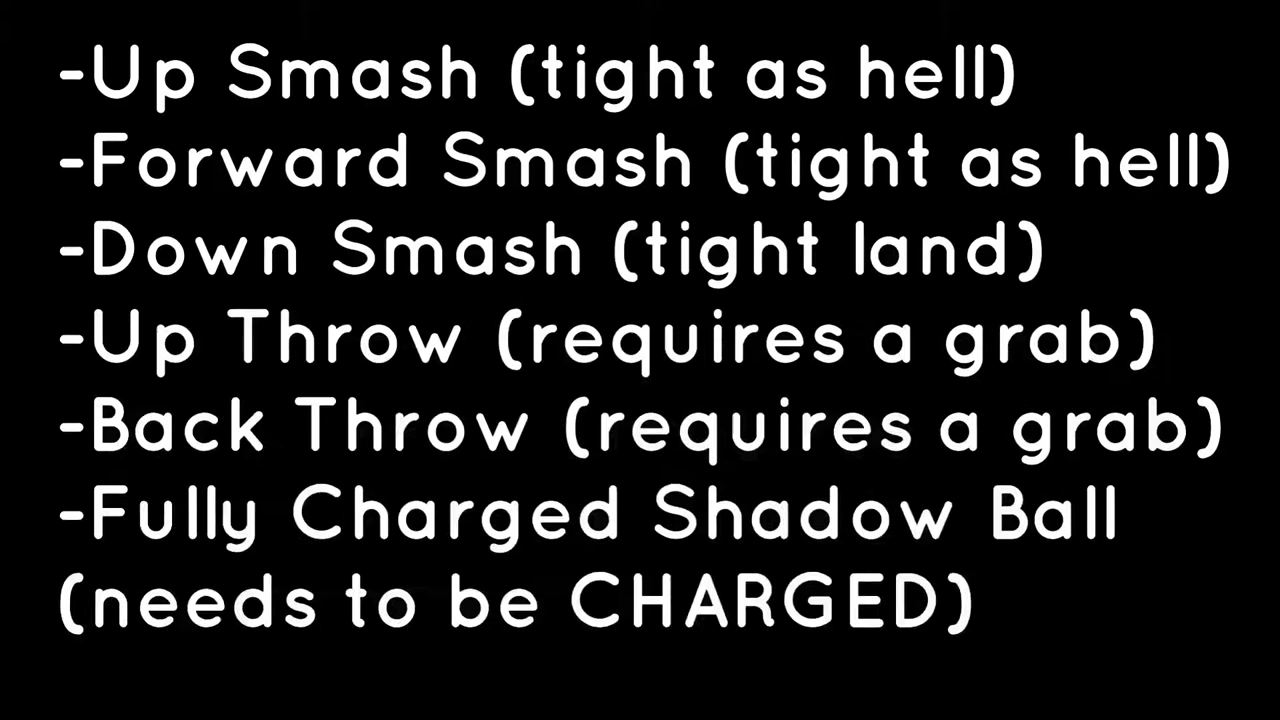 -Up Smash (tight as hell)
-Forward Smash (tight as hell)
-Down Smash (tight land)
-Up Throw (requires a grab)
-Back Throw (requires a grab)
-Fully Charged Shadow Ball
(needs to be CHARGED)